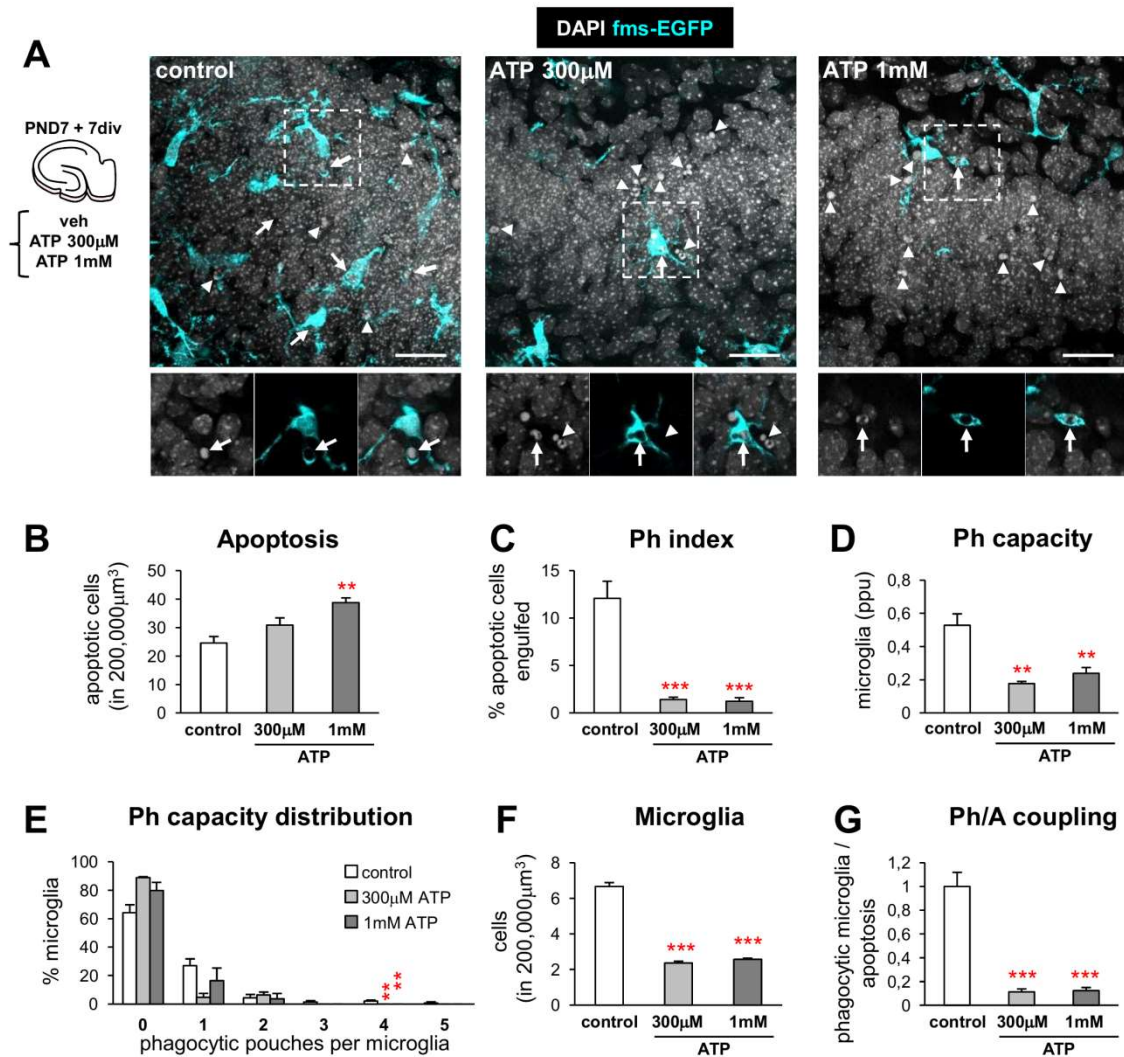 DAPI fms-EGFP
A
control
ATP 300μM
ATP 1mM
PND7 + 7div
veh
ATP 300μM
ATP 1mM
B
Apoptosis
apoptotic cells
(in 200,000μm³)
50
40
30
20
10
0
**
control
300μM
1mM
ATP
C
Ph index
% apoptotic cells
engulfed
15
10
5
0
***
***
control
300μM
1mM
ATP
D
Ph capacity
microglia (ppu)
0,8
0,6
0,4
0,2
0
**
**
control
300μM
1mM
ATP
E
Ph capacity distribution
% microglia
100
80
60
40
20
0
control
300μM ATP
1mM ATP
***
**
0
1
2
3
4
5
phagocytic pouches per microglia
F
Microglia
cells
(in 200,000μm³)
8
6
4
2
0
***
***
control
300μM
1mM
ATP
G
Ph/A coupling
phagocytic microglia /
apoptosis
1,2
1
0,8
0,6
0,4
0,2
0
***
***
control
300μM
1mM
ATP